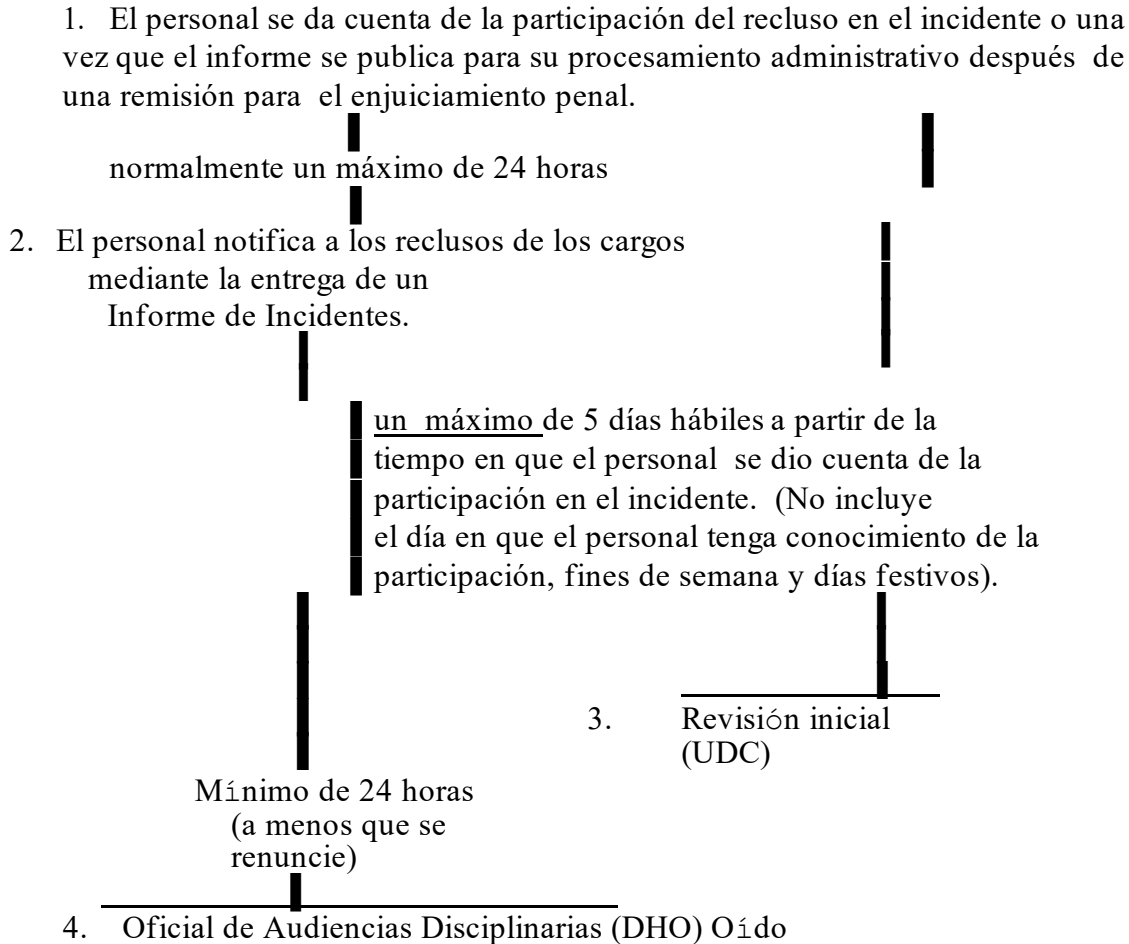 1. El personal se da cuenta de la participación del recluso en el incidente o una
vez que el informe se publica para su procesamiento administrativo después de
una remisión para el enjuiciamiento penal.
normalmente un máximo de 24 horas
2. El personal notifica a los reclusos de los cargos
mediante la entrega de un
Informe de Incidentes.
un máximo de 5 días hábiles a partir de la
tiempo en que el personal se dio cuenta de la
participación en el incidente. (No incluye
el día en que el personal tenga conocimiento de la
participación, fines de semana y días festivos).
3. Revisión inicial
(UDC)
Mínimo de 24 horas
(a menos que se
renuncie)
4. Oficial de Audiencias Disciplinarias (DHO) Oído